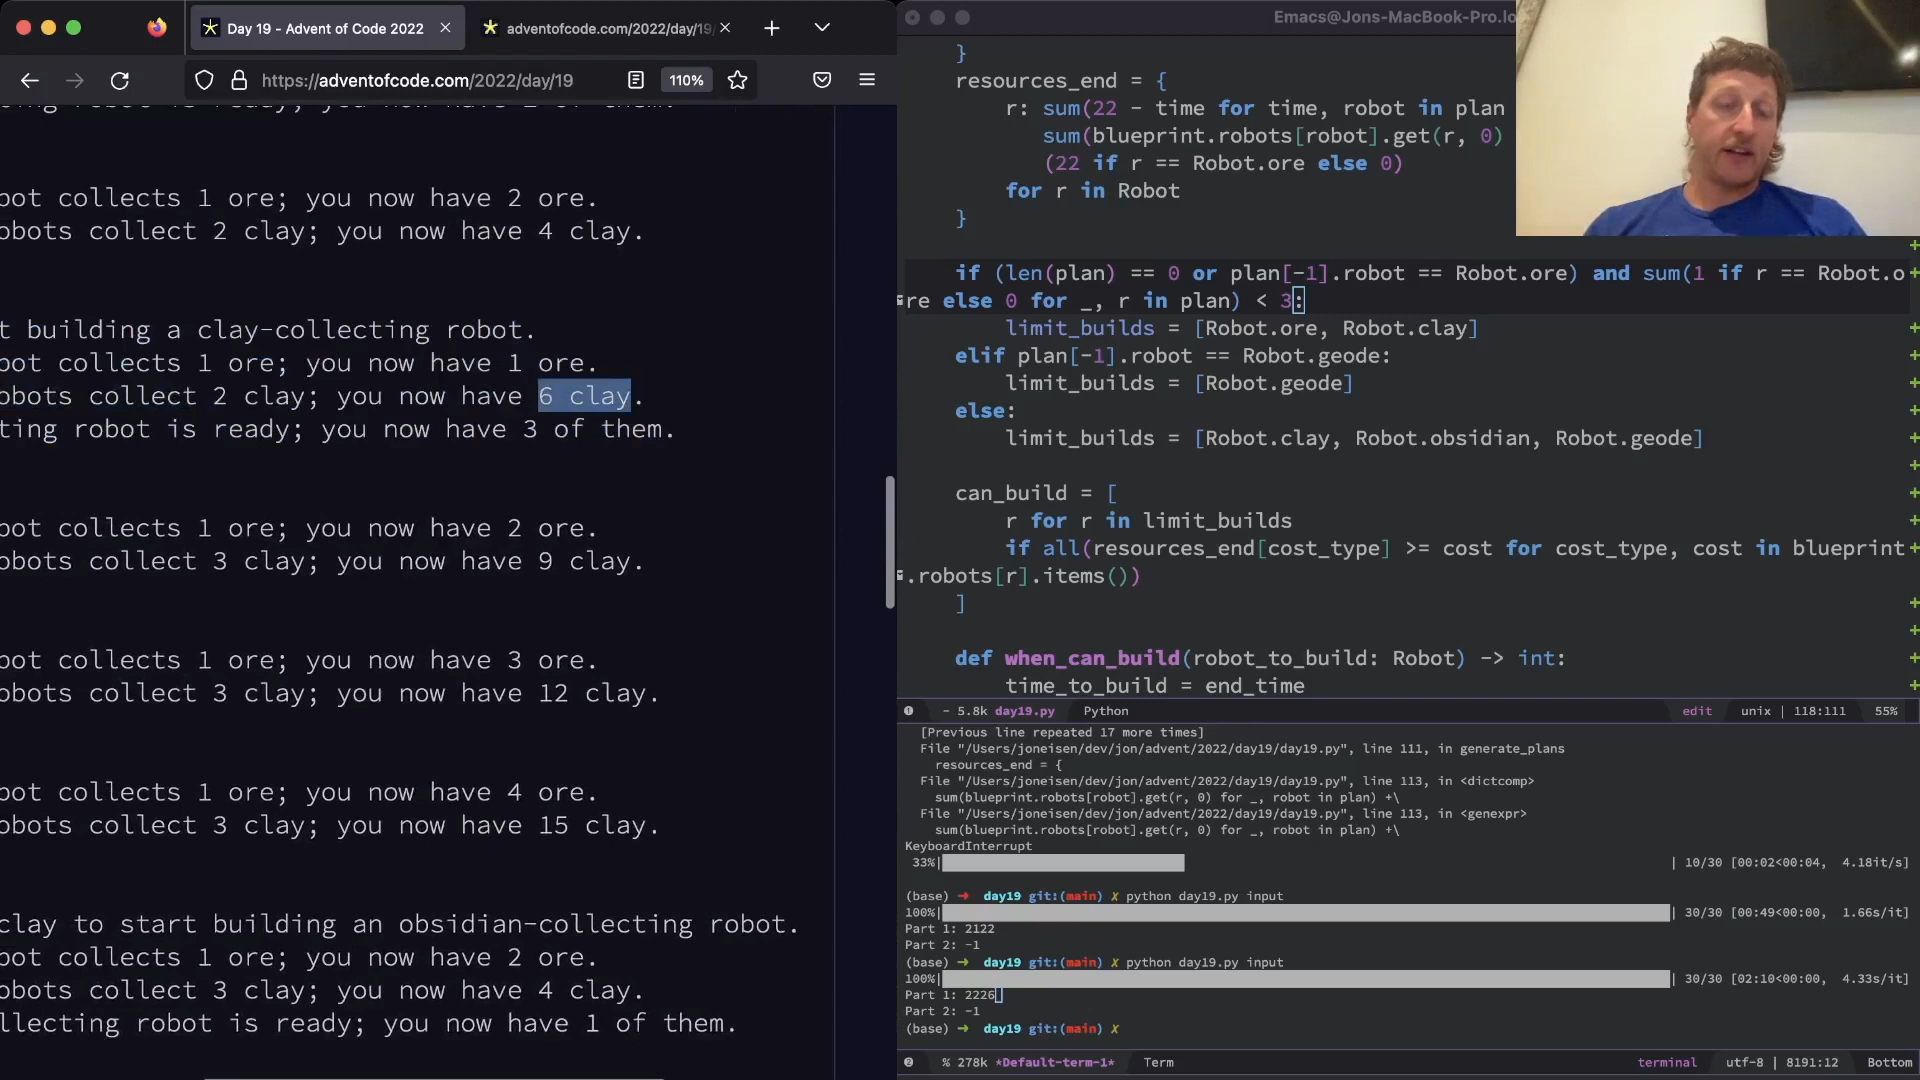 Day 19 - Advent of Code 2022
adventofcode.com/2022/day/19
https://adventofcode.com/2022/day/19
110%
bot collects 1 ore; you now have 2 ore.
obots collect 2 clay; you now have 4 clay.
t building a clay-collecting robot.
bot collects 1 ore; you now have 1 ore.
obots collect 2 clay; you now have 6 clay.
ting robot is ready; you now have 3 of them.
bot collects 1 ore; you now have 2 ore.
obots collect 3 clay; you now have 9 clay.
bot collects 1 ore; you now have 3 ore.
obots collect 3 clay; you now have 12 clay.
bot collects 1 ore; you now have 4 ore.
obots collect 3 clay; you now have 15 clay.
clay to start building an obsidian-collecting robot.
bot collects 1 ore; you now have 2 ore.
obots collect 3 clay; you now have 4 clay.
llecting robot is ready; you now have 1 of them.
Emacs@Jons-MacBook-Pro.lo
}
resources_end = {
r: sum(22 - time for time, robot in plan
sum(blueprint.robots[robot].get(r, 0)
(22 if r == Robot.ore else 0)
for r in Robot
}
if (len(plan) == 0 or plan[-1].robot == Robot.ore) and sum(1 if r == Robot.o
re else 0 for _, r in plan) < 3:
limit_builds = [Robot.ore, Robot.clay]
elif plan[-1].robot == Robot.geode:
limit_builds = [Robot.geode]
else:
limit_builds = [Robot.clay, Robot.obsidian, Robot.geode]
can_build = [
r for r in limit_builds
if all(resources_end[cost_type] >= cost for cost_type, cost in blueprint
.robots[r].items())
]
def when_can_build(robot_to_build: Robot) -> int:
time_to_build = end_time
- 5.8k day19.py Python edit unix | 118:111 55%
[Previous line repeated 17 more times]
File "/Users/joneisen/dev/jon/advent/2022/day19/day19.py", line 111, in generate_plans
resources_end = {
File "/Users/joneisen/dev/jon/advent/2022/day19/day19.py", line 113, in <dictcomp>
sum(blueprint.robots[robot].get(r, 0) for _, robot in plan) +\
File "/Users/joneisen/dev/jon/advent/2022/day19/day19.py", line 113, in <genexpr>
sum(blueprint.robots[robot].get(r, 0) for _, robot in plan) +\
KeyboardInterrupt
33%| | 10/30 [00:02<00:04, 4.18it/s]
(base) → day19 git:(main) ✗ python day19.py input
100%| | 30/30 [00:49<00:00, 1.66s/it]
Part 1: 2122
Part 2: -1
(base) → day19 git:(main) ✗ python day19.py input
100%| | 30/30 [02:10<00:00, 4.33s/it]
Part 1: 2226
Part 2: -1
(base) → day19 git:(main) ✗
% 278k *Default-term-1* Term terminal utf-8 | 8191:12 Bottom